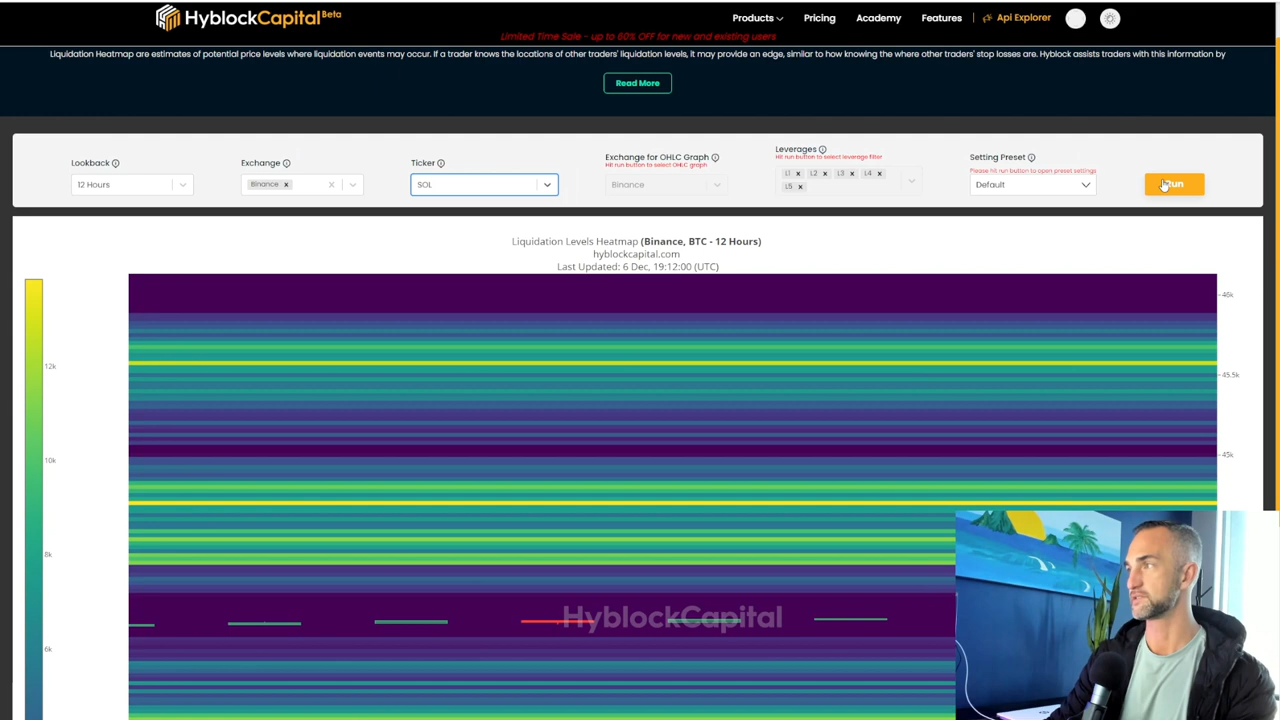 HyblockCapital Beta
Products
Pricing
Academy
Features
Api Explorer
Limited Time Sale - up to 60% OFF for new and existing users
Liquidation Heatmap are estimates of potential price levels where liquidation events may occur. If a trader knows the locations of other traders' liquidation levels, it may provide an edge, similar to how knowing the where other traders' stop losses are. Hyblock assists traders with this information by
Read More
Lookback
12 Hours
Exchange
Binance
Ticker
SOL
Exchange for OHLC Graph
Hit run button to select OHLC graph
Binance
Leverages
Hit run button to select leverage filter
L1 L2 L3 L4
L5
Setting Preset
Please hit run button to open preset settings
Default
Run
Liquidation Levels Heatmap (Binance, BTC - 12 Hours)
hyblockcapital.com
Last Updated: 6 Dec, 19:12:00 (UTC)
12k
10k
8k
6k
46k
45.5k
45k
HyblockCapital